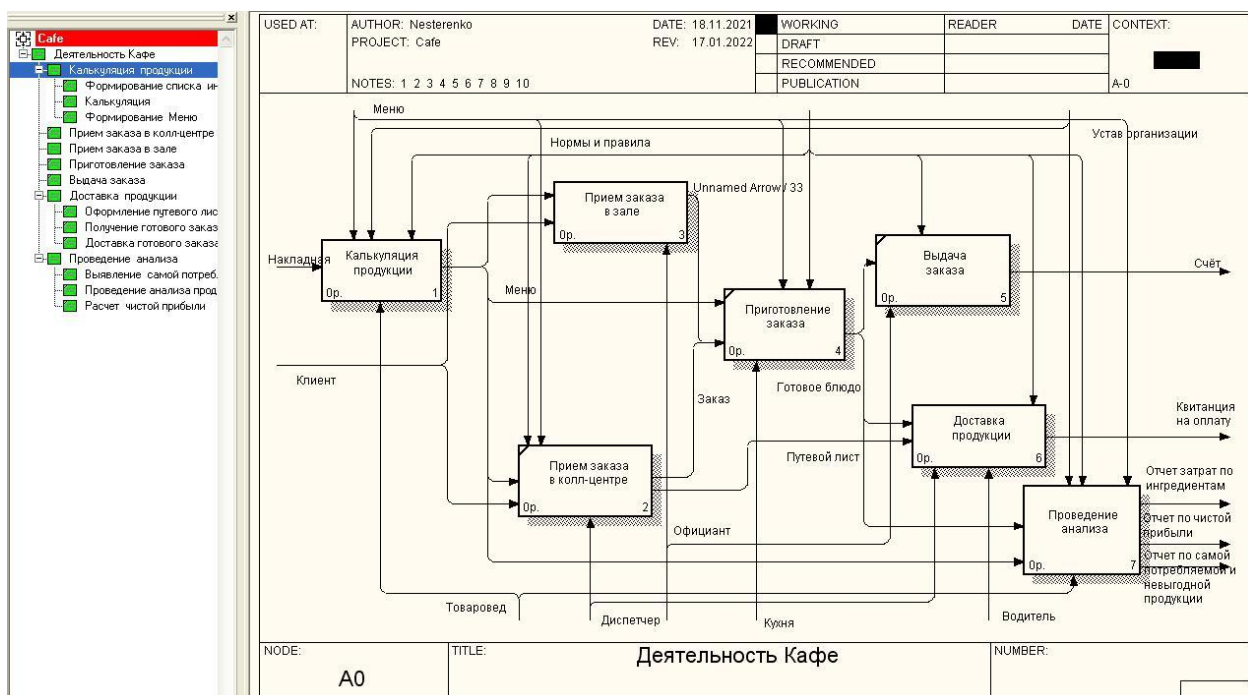 Cafe
Деятельность Кафе
Калькуляция продукции
Формирование списка ин
Калькуляция
Формирование Меню
Прием заказа в колл-центре
Прием заказа в зале
Приготовление заказа
Выдача заказа
Доставка продукции
Оформление путевого лис
Получение готового заказ
Доставка готового заказа
Проведение анализа
Выявление самой потреб.
Проведение анализа прод
Расчет чистой прибыли
USED AT:
AUTHOR: Nesterenko
DATE: 18.11.2021
WORKING
READER
DATE
CONTEXT:
PROJECT: Cafe
REV: 17.01.2022
DRAFT
RECOMMENDED
NOTES: 1 2 3 4 5 6 7 8 9 10
PUBLICATION
A-0
Меню
Устав организации
Нормы и правила
Unnamed Arrow / 33
Прием заказа
в зале
0р.
3
Накладная
Калькуляция
продукции
0р.
1
Выдача
заказа
0р.
5
Счёт
Меню
Приготовление
заказа
0р.
4
Клиент
Готовое блюдо
Заказ
Квитанция
на оплату
Доставка
продукции
0р.
6
Путевой лист
Прием заказа
в колл-центре
0р.
2
Отчет затрат по
ингредиентам
Проведение
анализа
0р.
7
Отчет по чистой
прибыли
Отчет по самой
потребляемой и
невыгодной
продукции
Официант
Товаровед
Диспетчер
Кухня
Водитель
NODE:
A0
TITLE:
Деятельность Кафе
NUMBER: